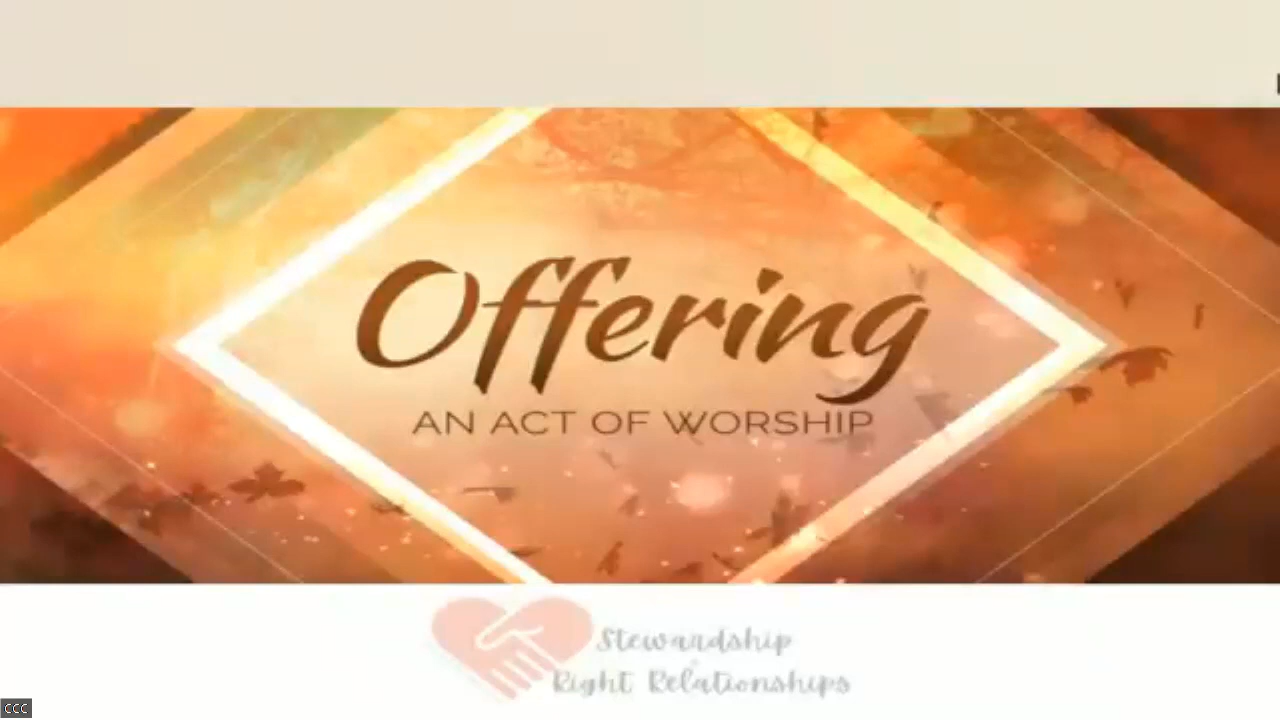 Offering
AN ACT OF WORSHIP
Stewardship
Right Relationships
CCC